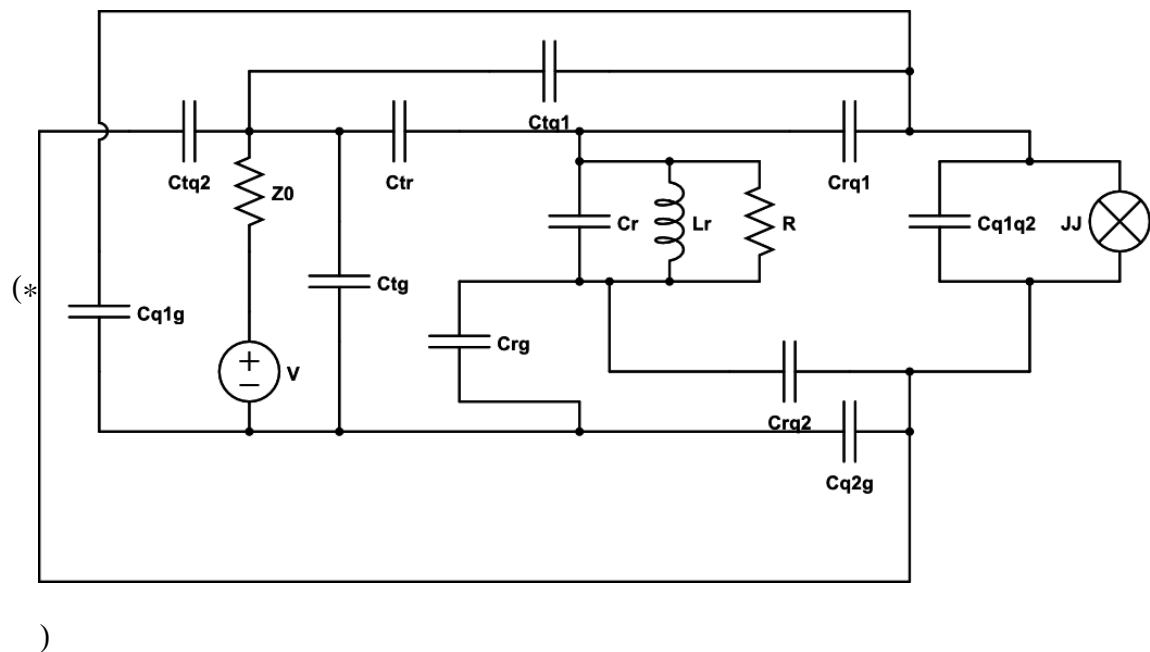 Ctq1
Ctq2
Z0
Ctr
Crq1
Cr
Lr
R
Cq1q2
JJ
Ctg
(*
Cq1g
Crg
+
−
V
Crq2
Cq2g
)